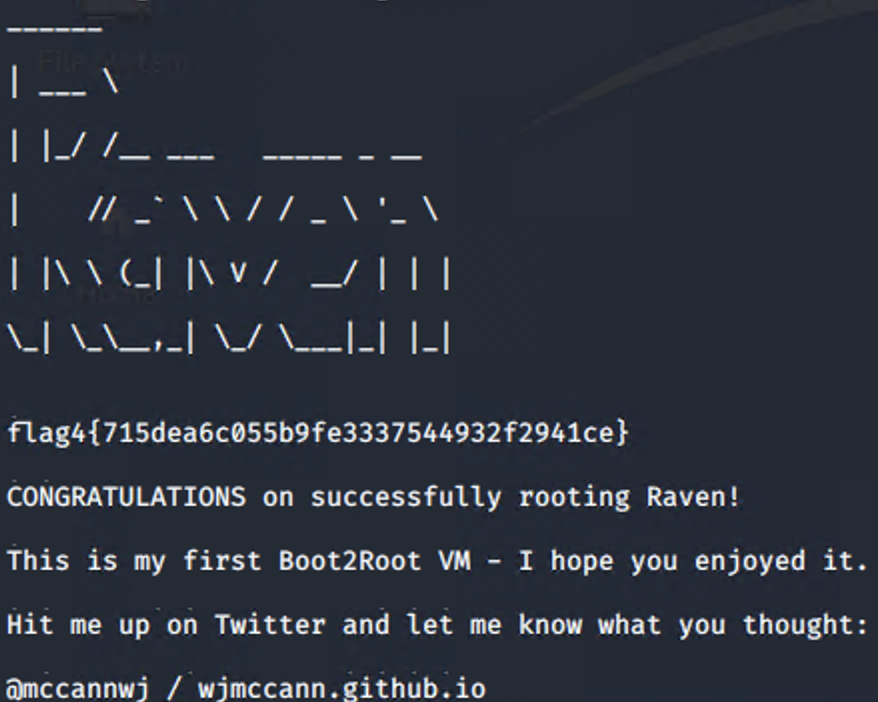 ______
| ___ \
| |_/ /__ ___   _____ _ __
|    // _` \ \ / / _ \ '_ \
| |\ \ (_| |\ V /  __/ | | |
\_| \_\__,_| \_/ \___|_| |_|
flag4{715dea6c055b9fe3337544932f2941ce}
CONGRATULATIONS on successfully rooting Raven!
This is my first Boot2Root VM - I hope you enjoyed it.
Hit me up on Twitter and let me know what you thought:
@mccannwj / wjmccann.github.io